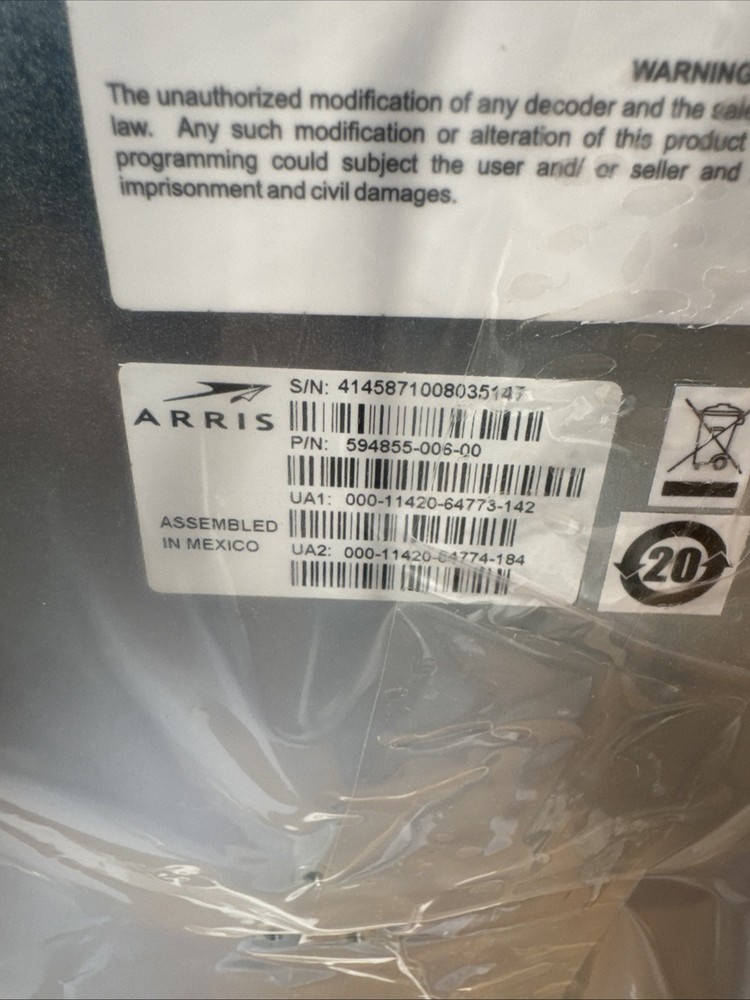 WARNING
The unauthorized modification of any decoder and the sale
law. Any such modification or alteration of this product
programming could subject the user and/ or seller and
imprisonment and civil damages.
ARRIS
S/N: 4145871008035147
P/N: 594855-006-00
UA1: 000-11420-64773-142
ASSEMBLED
IN MEXICO
UA2: 000-11420-64774-184
20